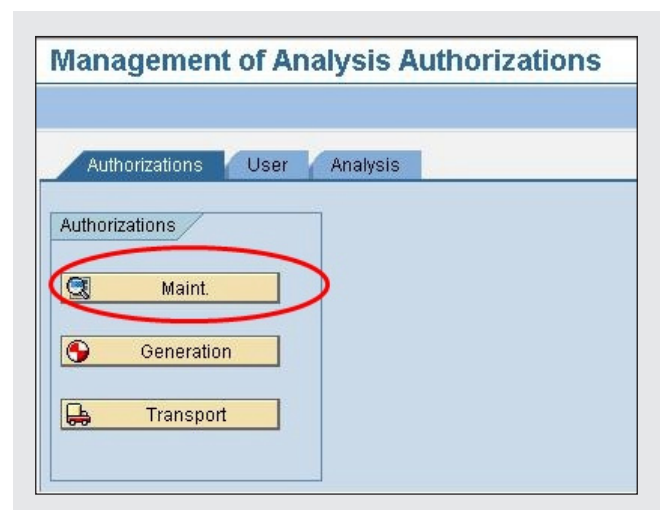 Management of Analysis Authorizations
Authorizations User Analysis
Authorizations
Maint.
Generation
Transport